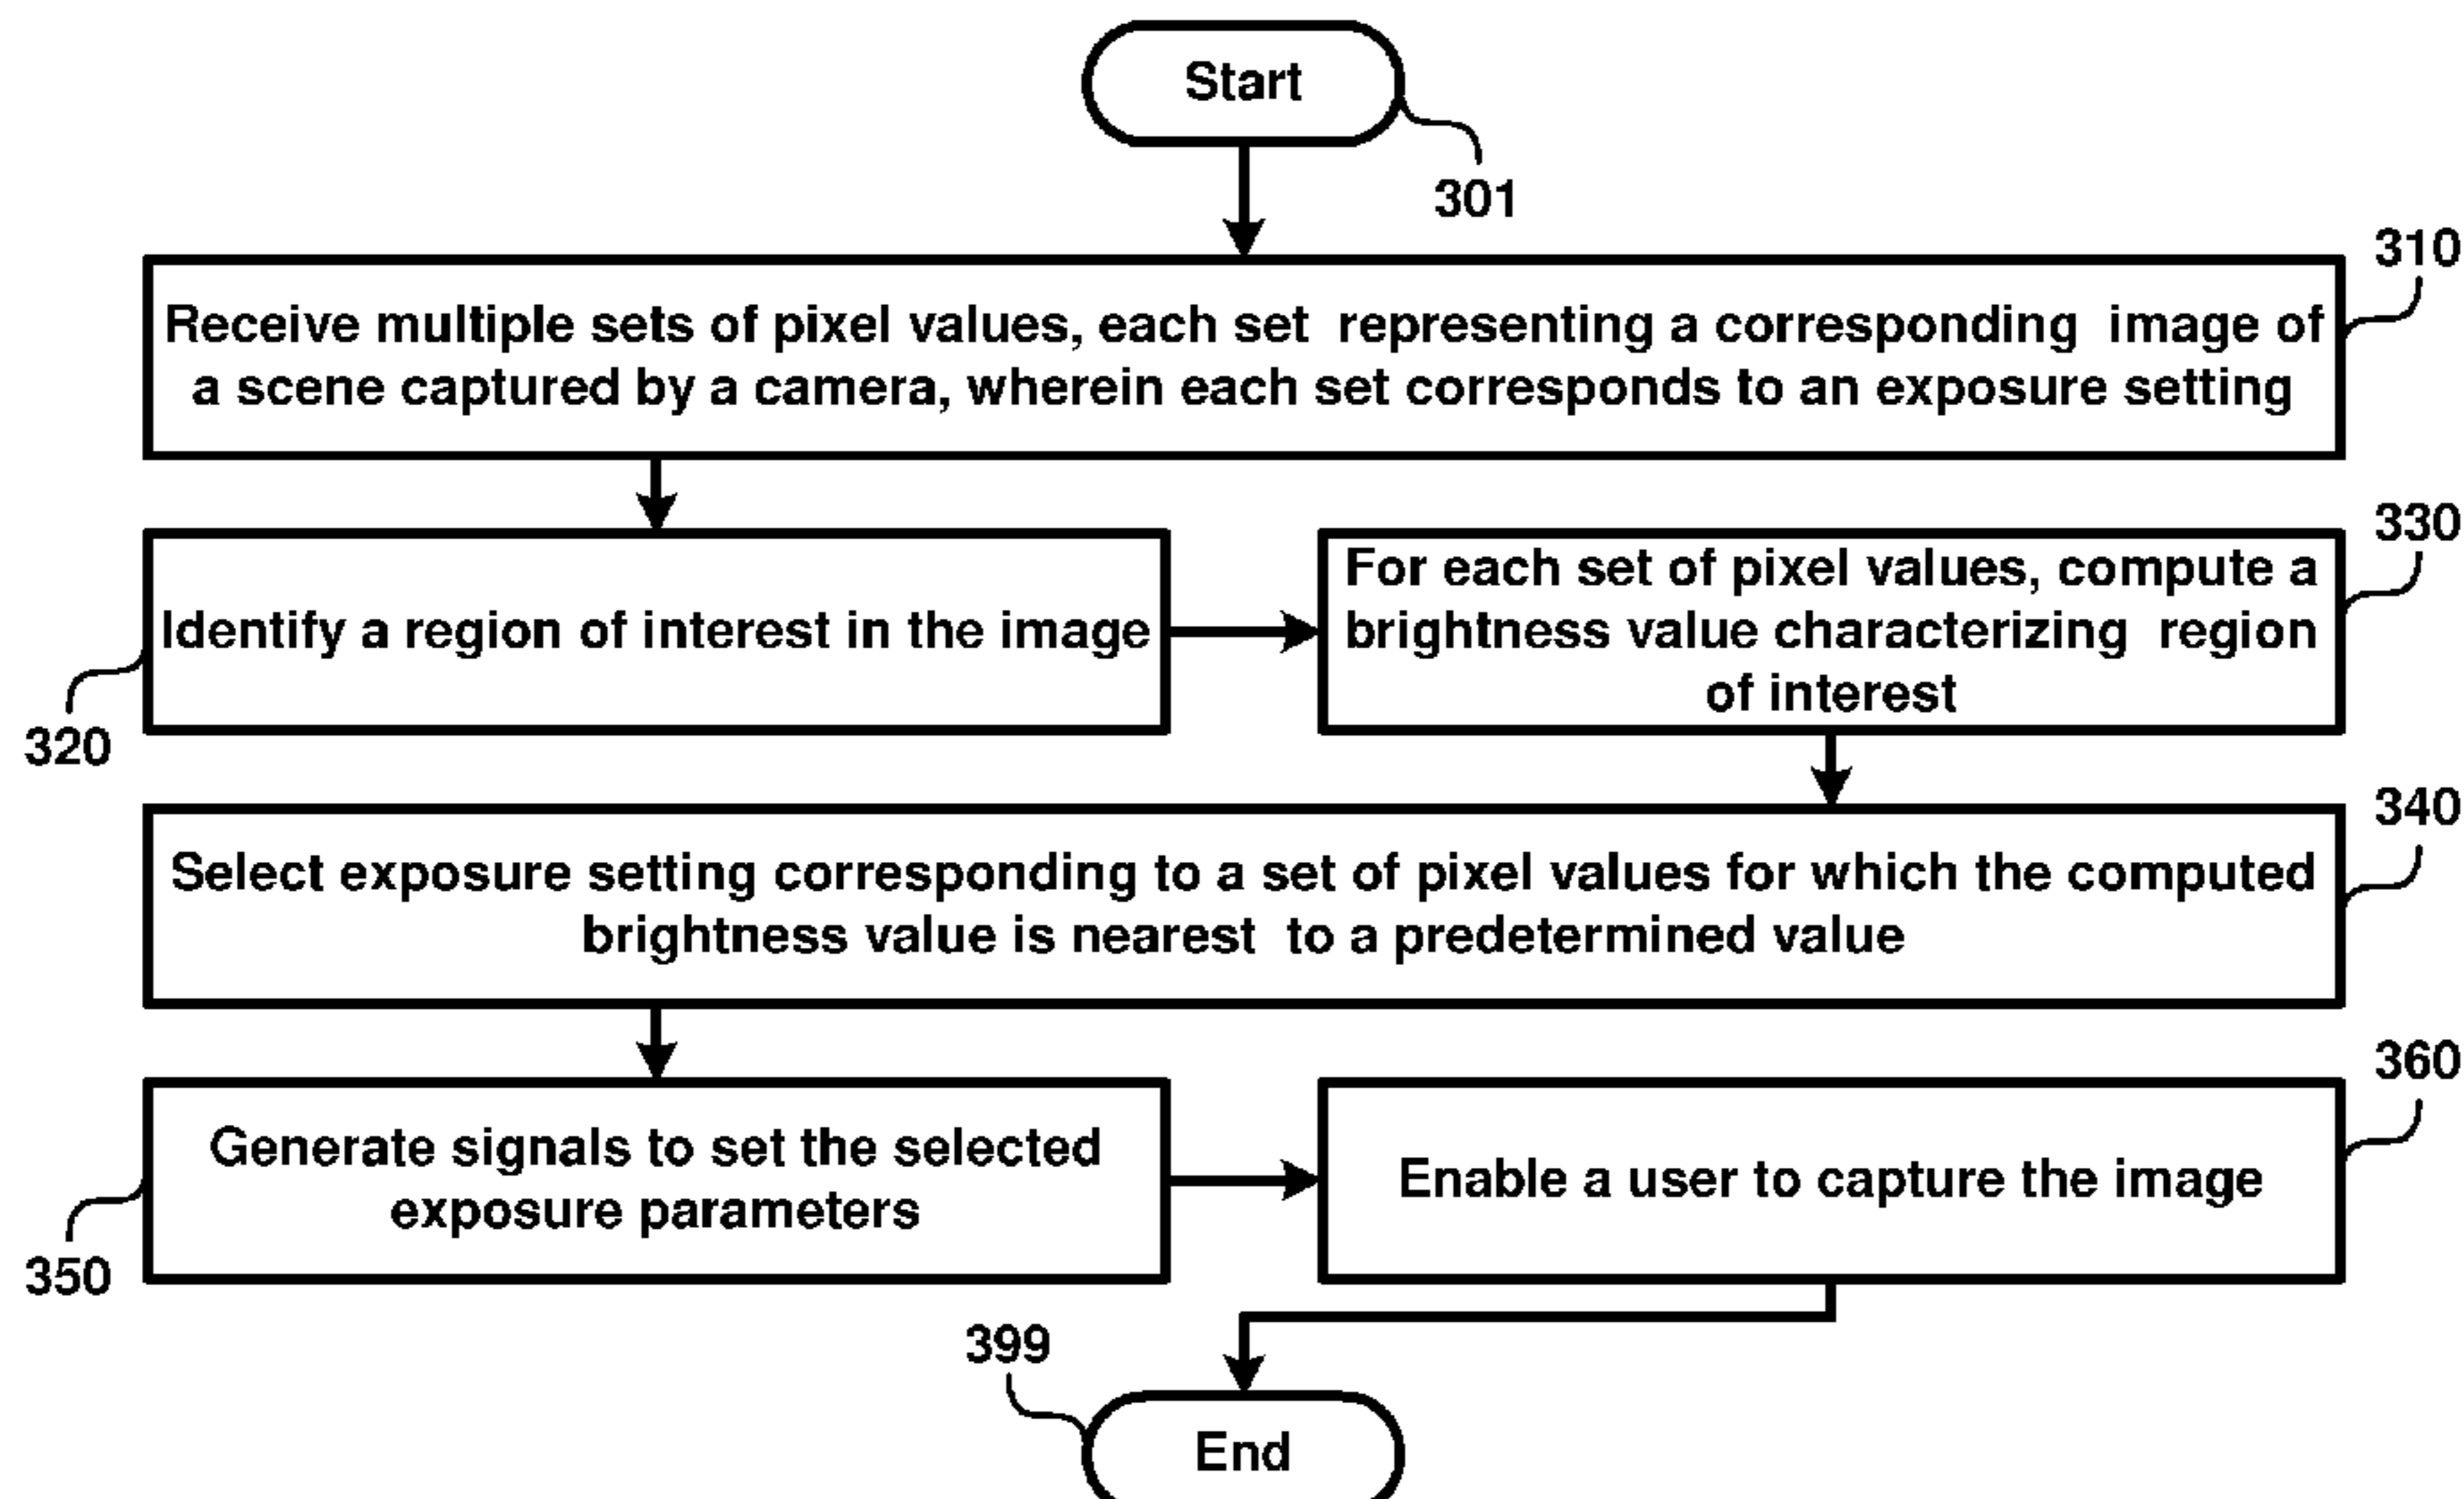 Start
301
310
Receive multiple sets of pixel values, each set representing a corresponding image of
a scene captured by a camera, wherein each set corresponds to an exposure setting
320
Identify a region of interest in the image
330
For each set of pixel values, compute a
brightness value characterizing region
of interest
340
Select exposure setting corresponding to a set of pixel values for which the computed
brightness value is nearest to a predetermined value
350
Generate signals to set the selected
exposure parameters
360
Enable a user to capture the image
399
End